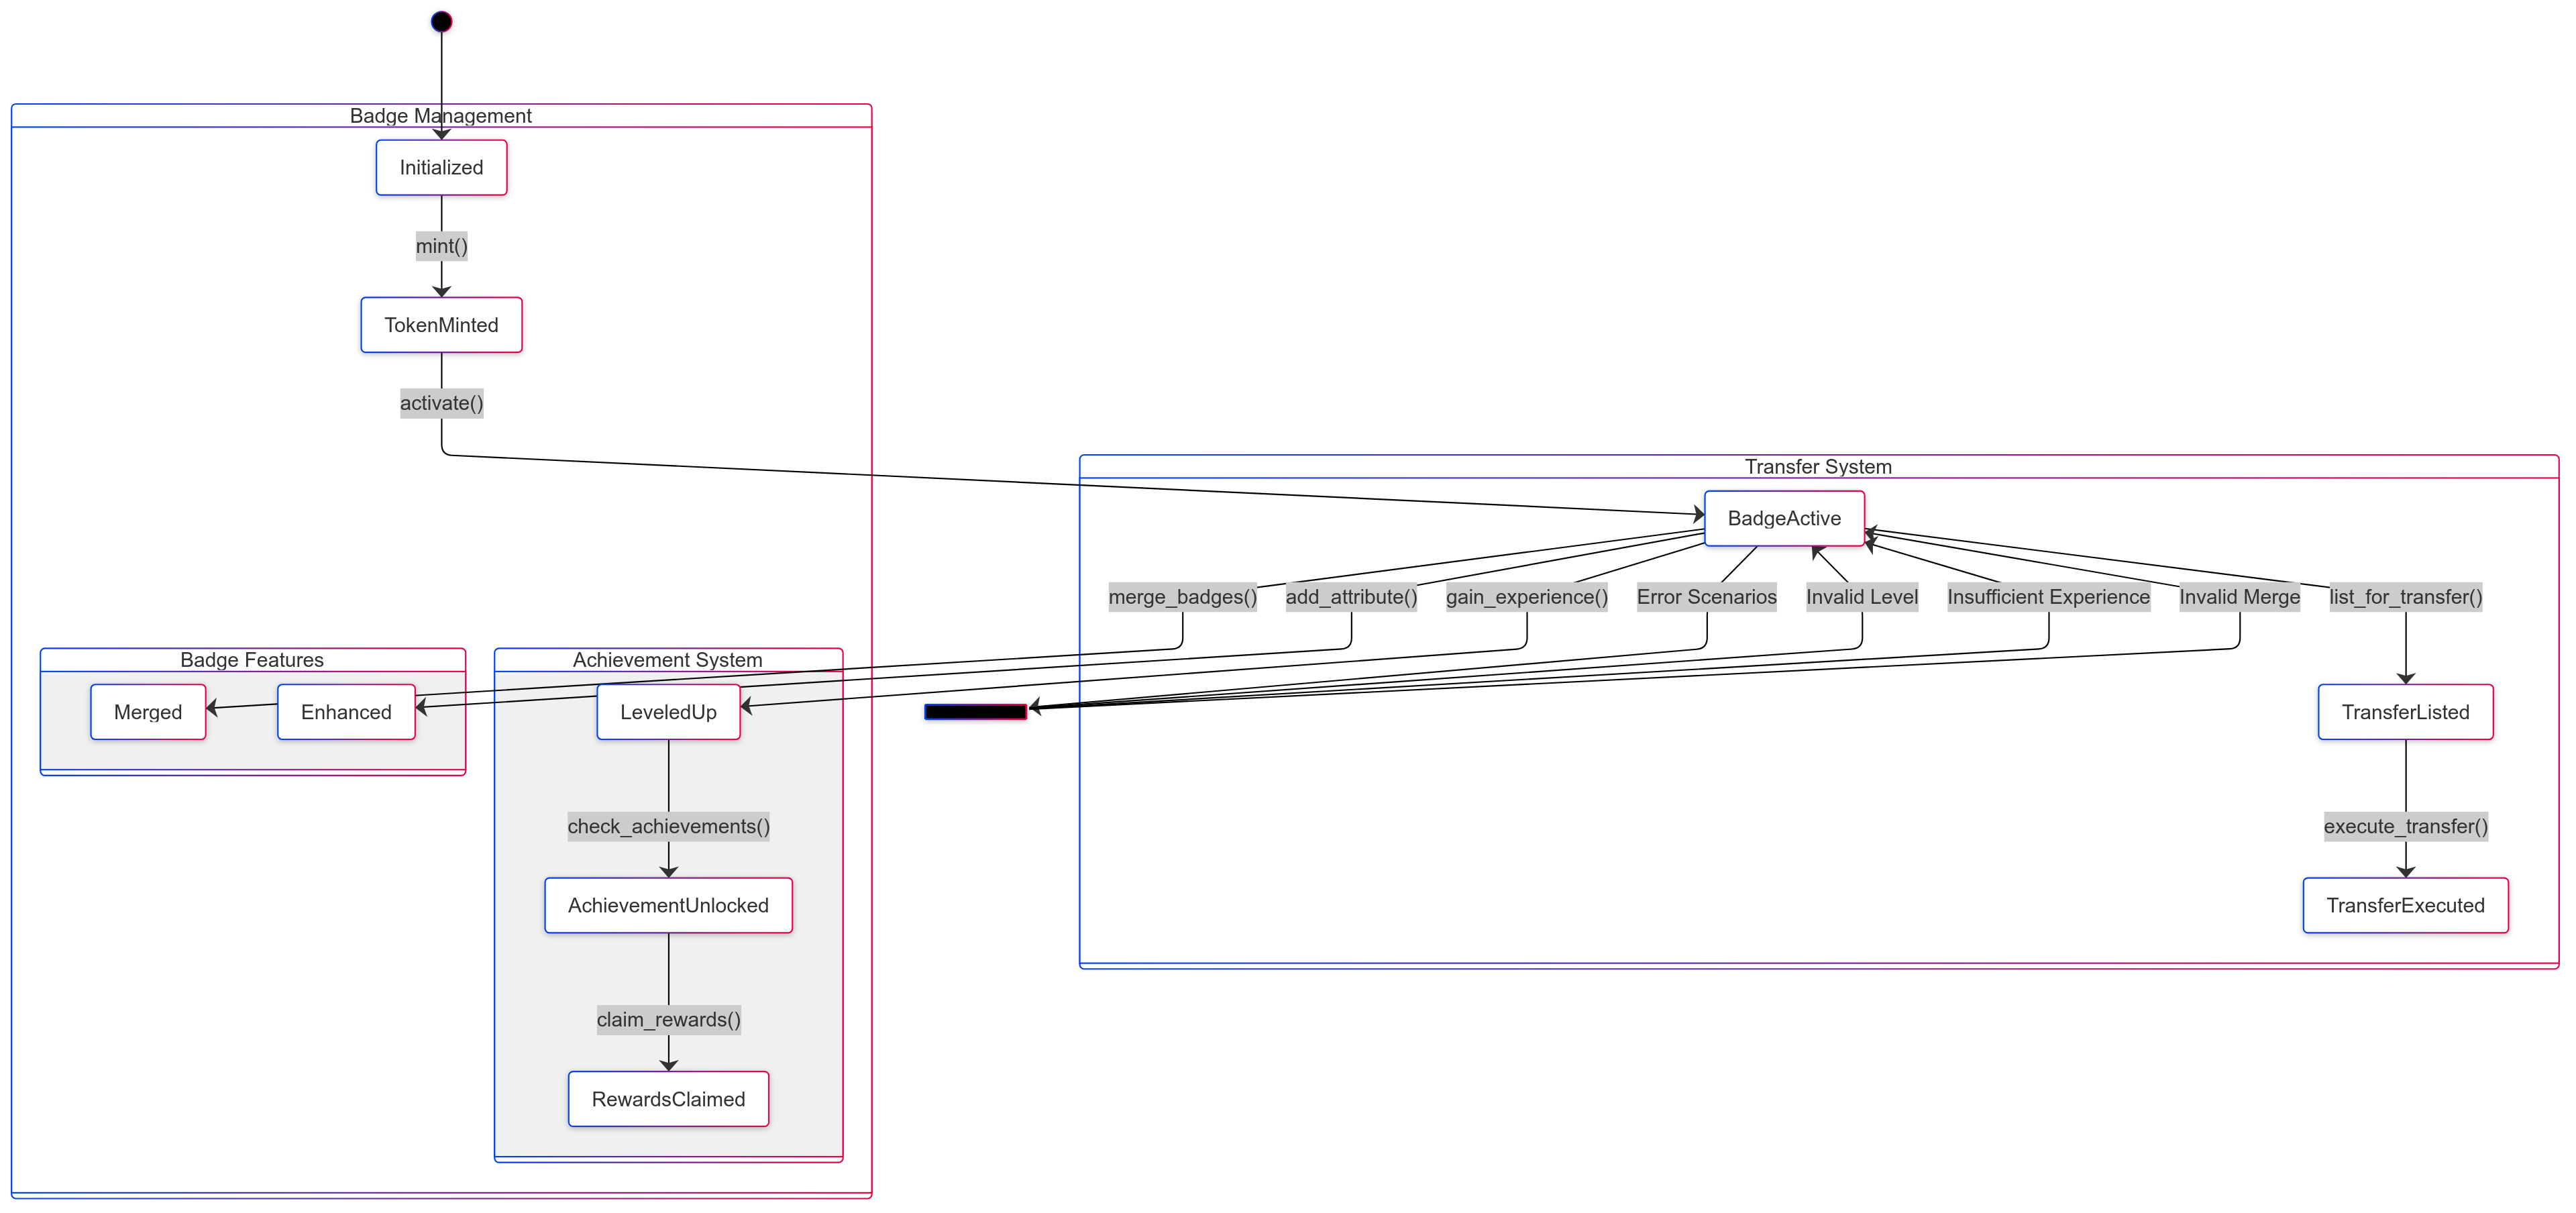 Badge Management
Initialized
mint()
TokenMinted
activate()
Transfer System
BadgeActive
merge_badges()
add_attribute()
gain_experience()
Error Scenarios
Invalid Level
Insufficient Experience
Invalid Merge
list_for_transfer()
Badge Features
Achievement System
Merged
Enhanced
LeveledUp
TransferListed
check_achievements()
execute_transfer()
AchievementUnlocked
TransferExecuted
claim_rewards()
RewardsClaimed